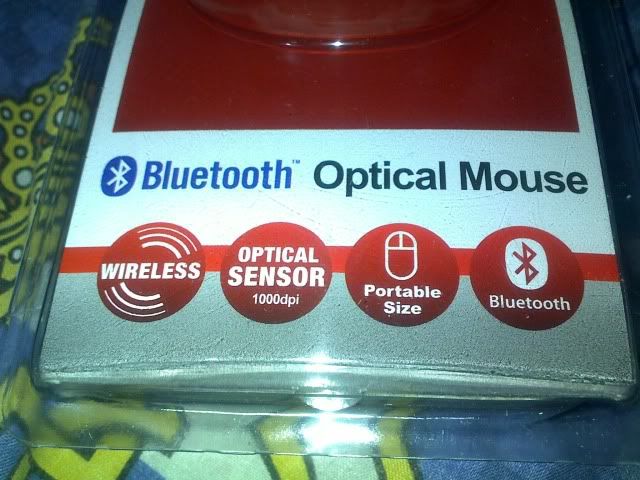 Bluetooth™ Optical Mouse
WIRELESS
OPTICAL
SENSOR
1000dpi
Portable
Size
Bluetooth